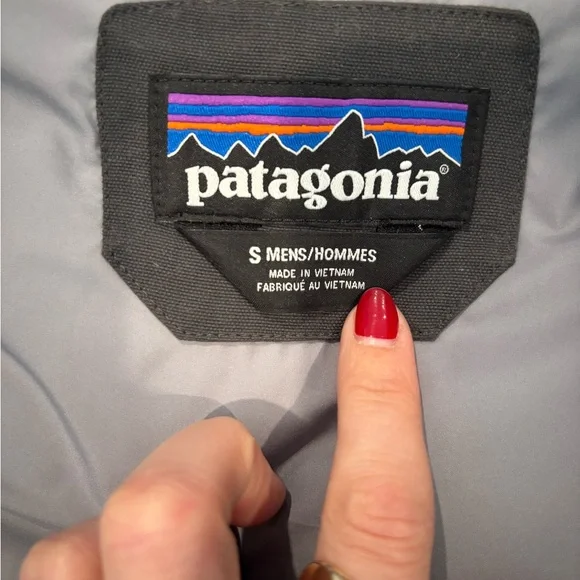 patagonia®
S MENS/HOMMES
MADE IN VIETNAM
FABRIQUÉ AU VIETNAM